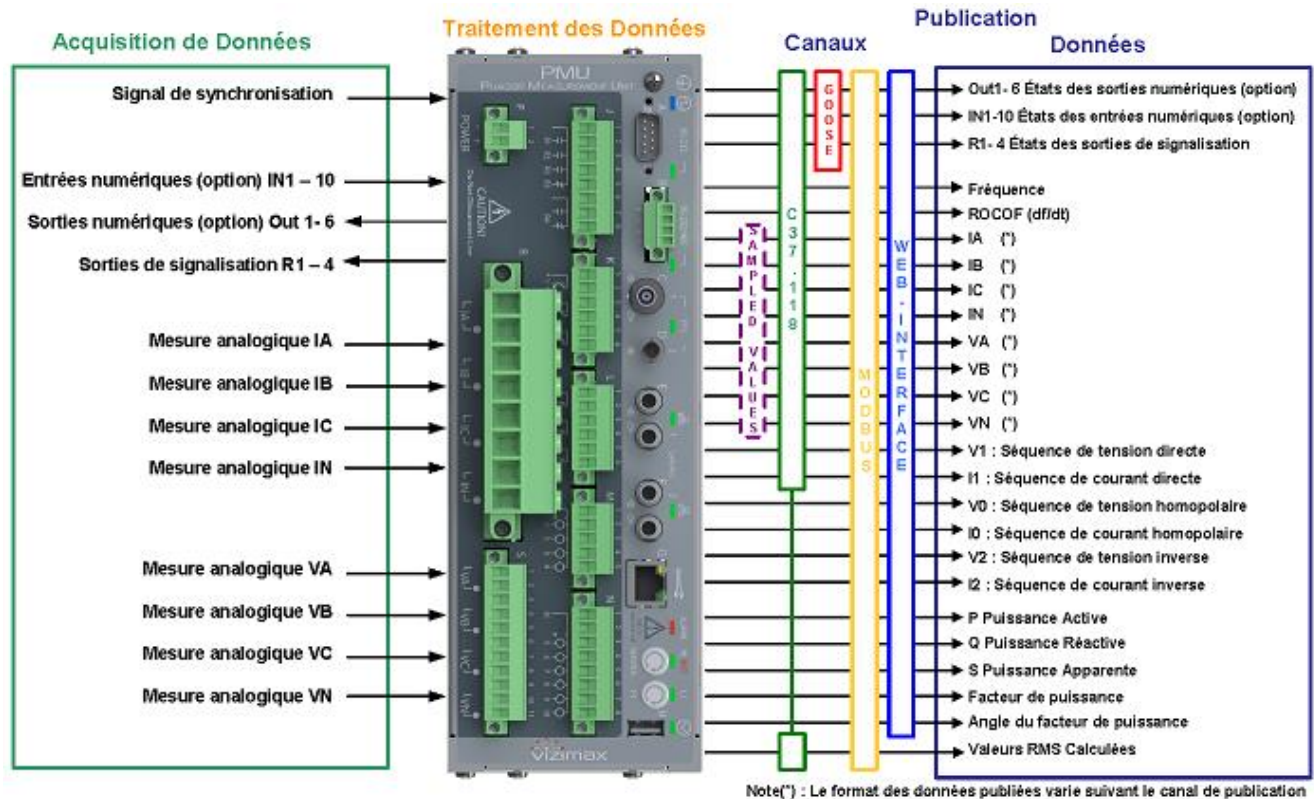 Publication
Acquisition de Données
Traitement des Données
Canaux
Données
Signal de synchronisation
Entrées numériques (option) IN1 – 10
Sorties numériques (option) Out 1- 6
Sorties de signalisation R1 – 4
Mesure analogique IA
Mesure analogique IB
Mesure analogique IC
Mesure analogique IN
Mesure analogique VA
Mesure analogique VB
Mesure analogique VC
Mesure analogique VN
PMU
PHASOR MEASUREMENT UNIT
POWER
CAUTION!
vizimax
SAMPLED VALUES
C37.118
GOOSE
MODBUS
WEB-INTERFACE
Out1- 6 États des sorties numériques (option)
IN1-10 États des entrées numériques (option)
R1- 4 États des sorties de signalisation
Fréquence
ROCOF (df/dt)
IA (*)
IB (*)
IC (*)
IN (*)
VA (*)
VB (*)
VC (*)
VN (*)
V1 : Séquence de tension directe
I1 : Séquence de courant directe
V0 : Séquence de tension homopolaire
I0 : Séquence de courant homopolaire
V2 : Séquence de tension inverse
I2 : Séquence de courant inverse
P Puissance Active
Q Puissance Réactive
S Puissance Apparente
Facteur de puissance
Angle du facteur de puissance
Valeurs RMS Calculées
Note(*) : Le format des données publiées varie suivant le canal de publication